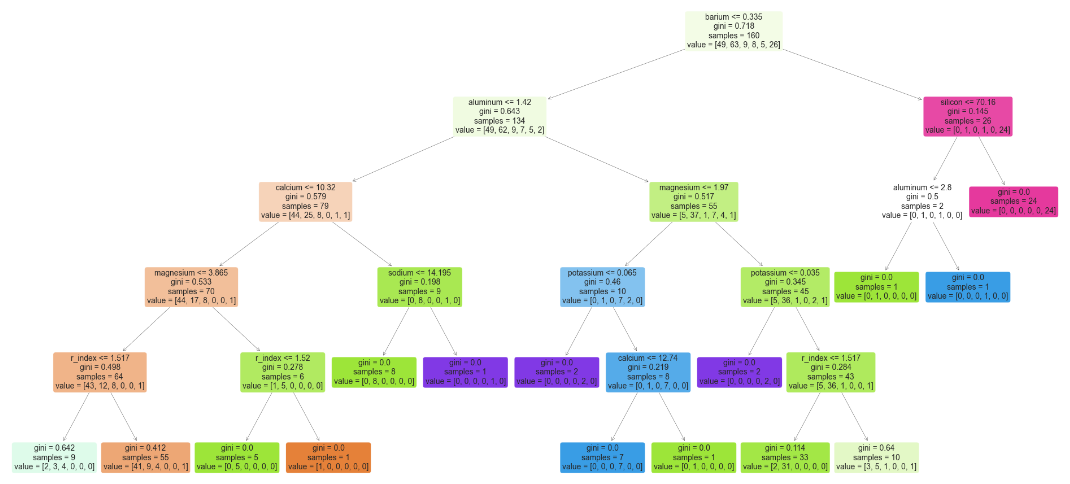 barium <= 0.335
gini = 0.718
samples = 160
value = [49, 63, 9, 8, 5, 26]
aluminum <= 1.42
gini = 0.643
samples = 134
value = [49, 62, 9, 7, 5, 2]
silicon <= 70.16
gini = 0.145
samples = 26
value = [0, 1, 0, 1, 0, 24]
calcium <= 10.32
gini = 0.579
samples = 79
value = [44, 25, 8, 0, 1, 1]
magnesium <= 1.97
gini = 0.517
samples = 55
value = [5, 37, 1, 7, 4, 1]
aluminum <= 2.8
gini = 0.5
samples = 2
value = [0, 1, 0, 1, 0, 0]
gini = 0.0
samples = 24
value = [0, 0, 0, 0, 0, 24]
magnesium <= 3.865
gini = 0.533
samples = 70
value = [44, 17, 8, 0, 0, 1]
sodium <= 14.195
gini = 0.198
samples = 9
value = [0, 8, 0, 0, 1, 0]
potassium <= 0.065
gini = 0.46
samples = 10
value = [0, 1, 0, 7, 2, 0]
potassium <= 0.035
gini = 0.345
samples = 45
value = [5, 36, 1, 0, 2, 1]
gini = 0.0
samples = 1
value = [0, 1, 0, 0, 0, 0]
gini = 0.0
samples = 1
value = [0, 0, 0, 1, 0, 0]
r_index <= 1.517
gini = 0.498
samples = 64
value = [43, 12, 8, 0, 0, 1]
r_index <= 1.52
gini = 0.278
samples = 6
value = [1, 5, 0, 0, 0, 0]
gini = 0.0
samples = 8
value = [0, 8, 0, 0, 0, 0]
gini = 0.0
samples = 1
value = [0, 0, 0, 0, 1, 0]
gini = 0.0
samples = 2
value = [0, 0, 0, 0, 2, 0]
calcium <= 12.74
gini = 0.219
samples = 8
value = [0, 1, 0, 7, 0, 0]
gini = 0.0
samples = 2
value = [0, 0, 0, 0, 2, 0]
r_index <= 1.517
gini = 0.284
samples = 43
value = [5, 36, 1, 0, 0, 1]
gini = 0.642
samples = 9
value = [2, 3, 4, 0, 0, 0]
gini = 0.412
samples = 55
value = [41, 9, 4, 0, 0, 1]
gini = 0.0
samples = 5
value = [0, 5, 0, 0, 0, 0]
gini = 0.0
samples = 1
value = [1, 0, 0, 0, 0, 0]
gini = 0.0
samples = 7
value = [0, 0, 0, 7, 0, 0]
gini = 0.0
samples = 1
value = [0, 1, 0, 0, 0, 0]
gini = 0.114
samples = 33
value = [2, 31, 0, 0, 0, 0]
gini = 0.64
samples = 10
value = [3, 5, 1, 0, 0, 1]